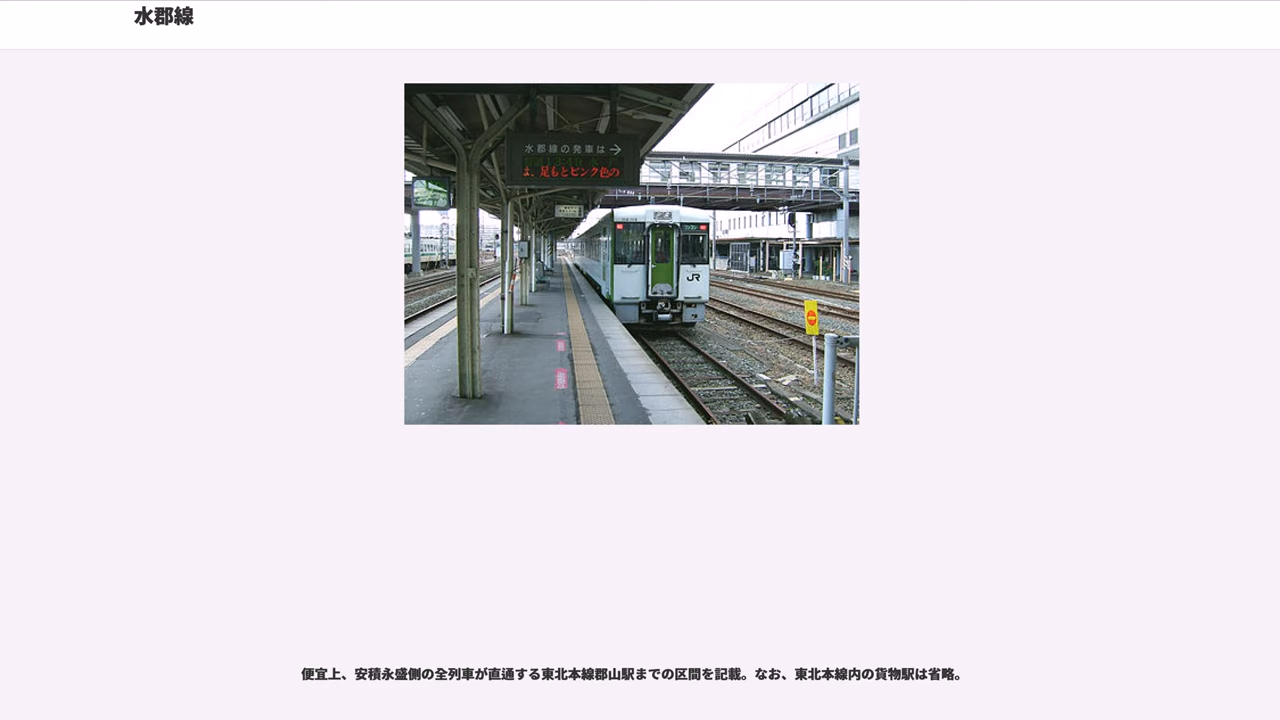 水郡線
水郡線の発車は→
ま、足もとピンク色の
JR
便宜上、安積永盛側の全列車が直通する東北本線郡山駅までの区間を記載。なお、東北本線内の貨物駅は省略。